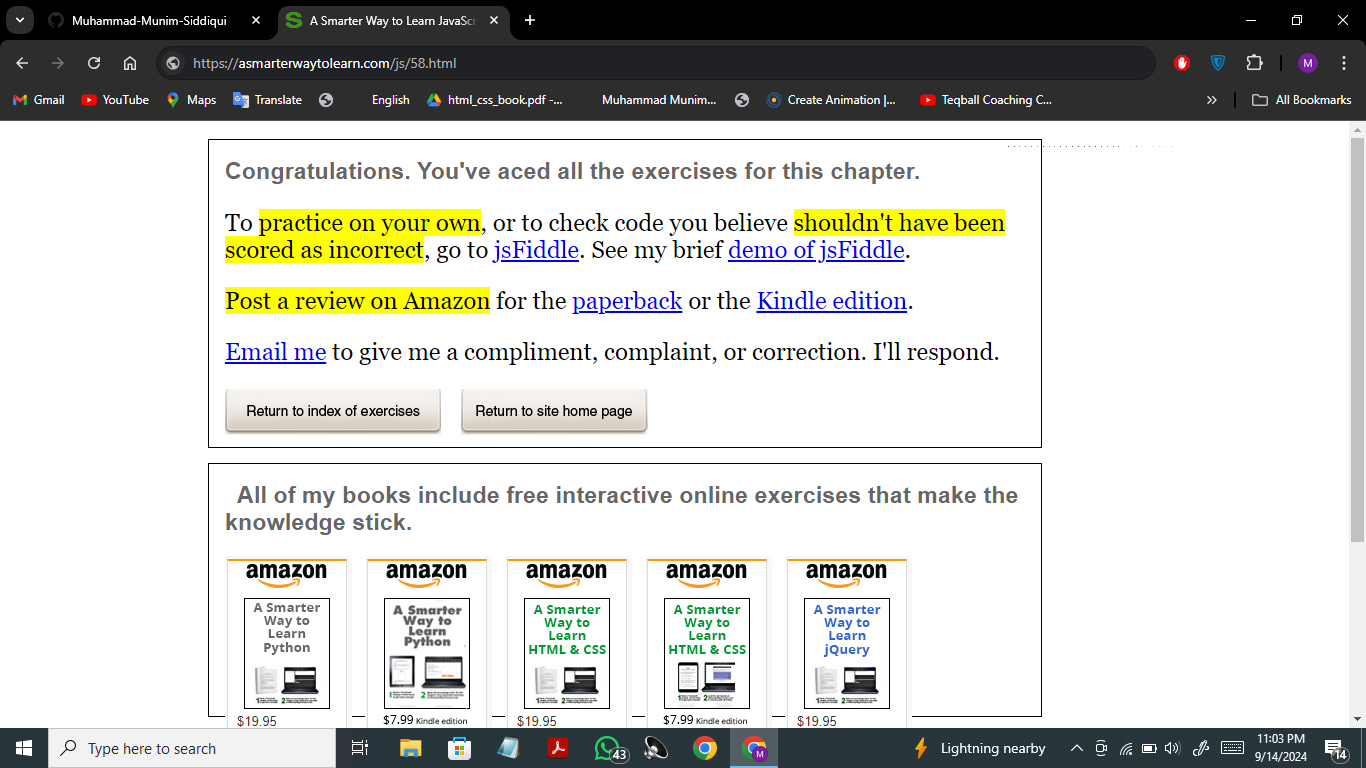 Muhammad-Munim-Siddiqui
A Smarter Way to Learn JavaScr
https://asmarterwaytolearn.com/js/58.html
M
Gmail YouTube Maps Translate English html_css_book.pdf -... Muhammad Munim... Create Animation |... Teqball Coaching C... » All Bookmarks
Congratulations. You've aced all the exercises for this chapter.
To practice on your own, or to check code you believe shouldn't have been
scored as incorrect, go to jsFiddle. See my brief demo of jsFiddle.
Post a review on Amazon for the paperback or the Kindle edition.
Email me to give me a compliment, complaint, or correction. I'll respond.
Return to index of exercises Return to site home page
All of my books include free interactive online exercises that make the
knowledge stick.
amazon amazon amazon amazon amazon
A Smarter
Way to
Learn
Python
A Smarter
Way to
Learn
Python
A Smarter
Way to
Learn
HTML & CSS
A Smarter
Way to
Learn
HTML & CSS
A Smarter
Way to
Learn
jQuery
$19.95 $7.99 Kindle edition $19.95 $7.99 Kindle edition $19.95
Type here to search
43
M
Lightning nearby
11:03 PM
9/14/2024
14